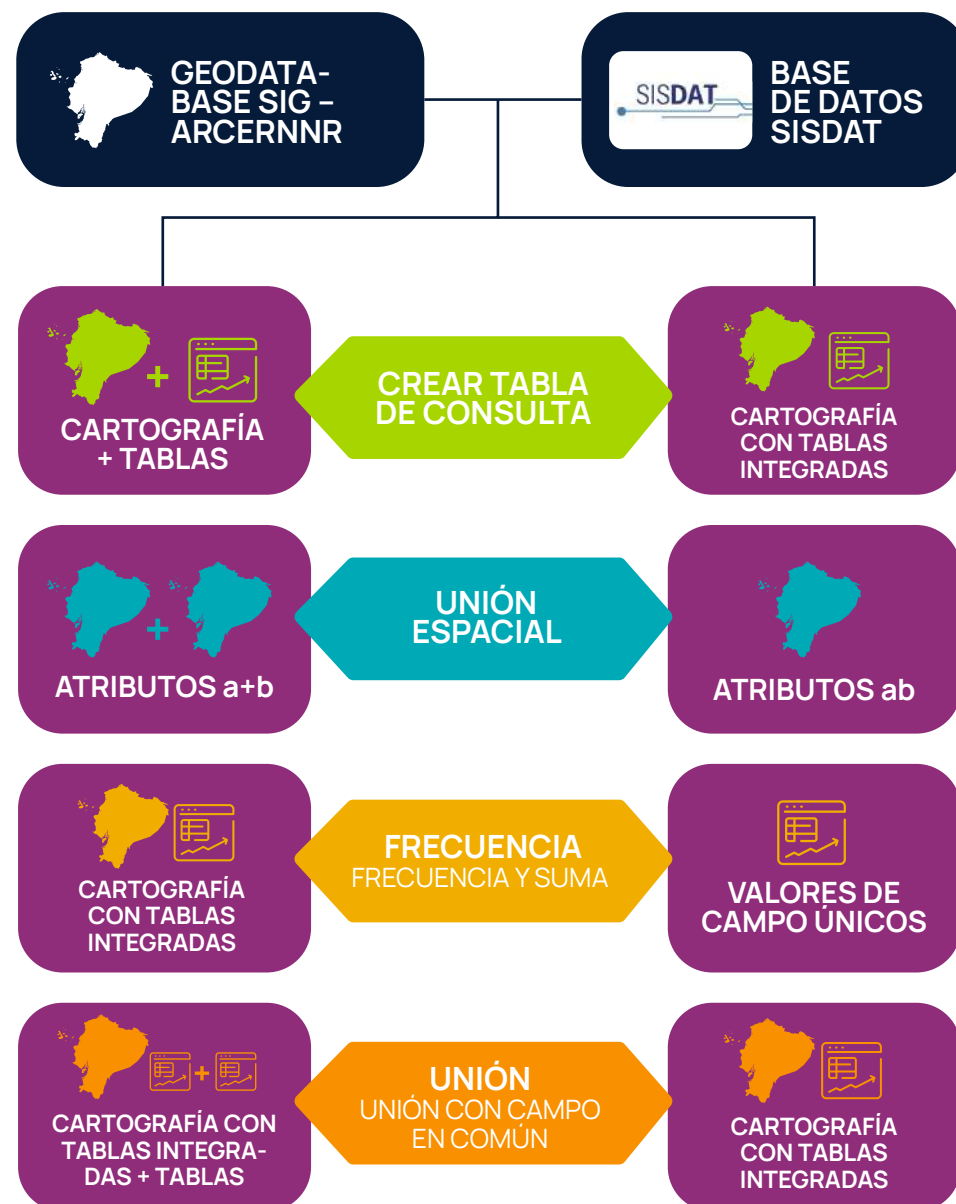 GEODATA-
BASE SIG –
ARCERNNR
SISDAT
BASE
DE DATOS
SISDAT
+
CARTOGRAFÍA
+ TABLAS
CREAR TABLA
DE CONSULTA
CARTOGRAFÍA
CON TABLAS
INTEGRADAS
+
ATRIBUTOS a+b
UNIÓN
ESPACIAL
ATRIBUTOS ab
CARTOGRAFÍA
CON TABLAS
INTEGRADAS
FRECUENCIA
FRECUENCIA Y SUMA
VALORES DE
CAMPO ÚNICOS
+
CARTOGRAFÍA CON
TABLAS INTEGRA-
DAS + TABLAS
UNIÓN
UNIÓN CON CAMPO
EN COMÚN
CARTOGRAFÍA
CON TABLAS
INTEGRADAS